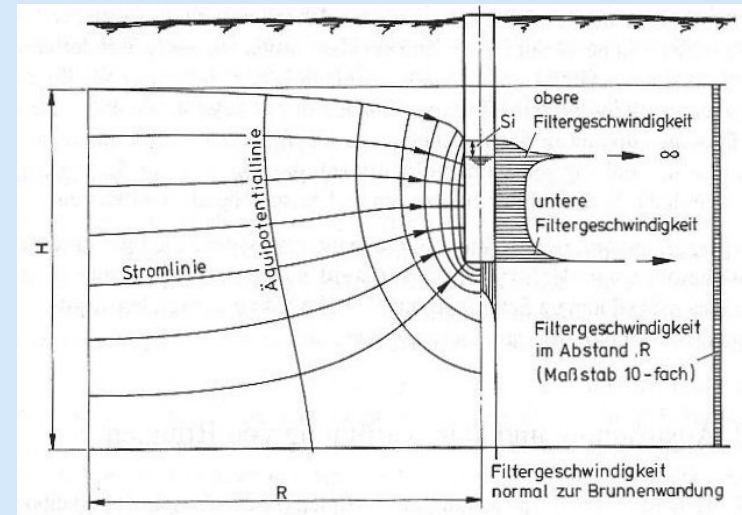 obere
Si
Filtergeschwindigkeit
∞
Äquipotentiallinie
H
untere
Filtergeschwindigkeit
Stromlinie
Filtergeschwindigkeit
im Abstand .R
(Maßstab 10-fach)
R
Filtergeschwindigkeit
normal zur Brunnenwandung